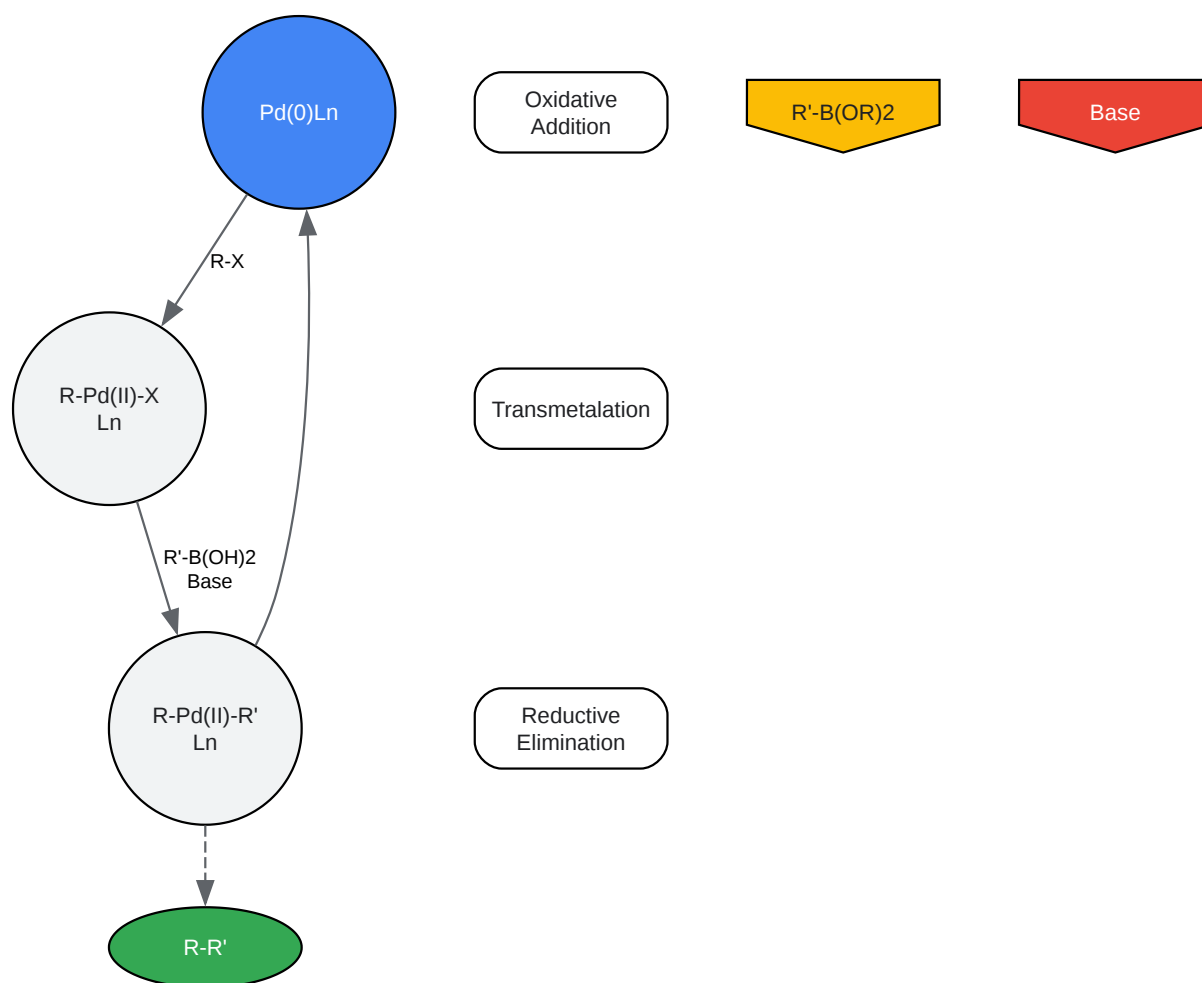 Pd(0)Ln
Oxidative
Addition
R'-B(OR)2
Base
R-X
R-Pd(II)-X
Ln
Transmetalation
R'-B(OH)2
Base
R-Pd(II)-R'
Ln
Reductive
Elimination
R-R'